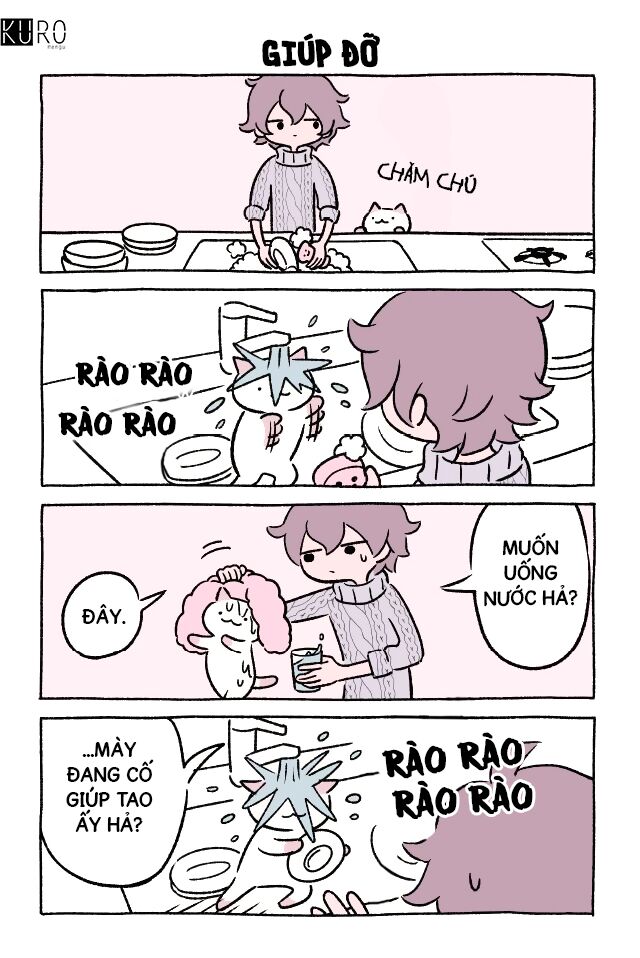 KURO
mangu
GIÚP ĐỠ
CHĂM CHÚ
RÀO RÀO
RÀO RÀO
MUỐN
UỐNG
NƯỚC HẢ?
ĐÂY.
...MÀY
ĐANG CỐ
GIÚP TAO
ẤY HẢ?
RÀO RÀO
RÀO RÀO